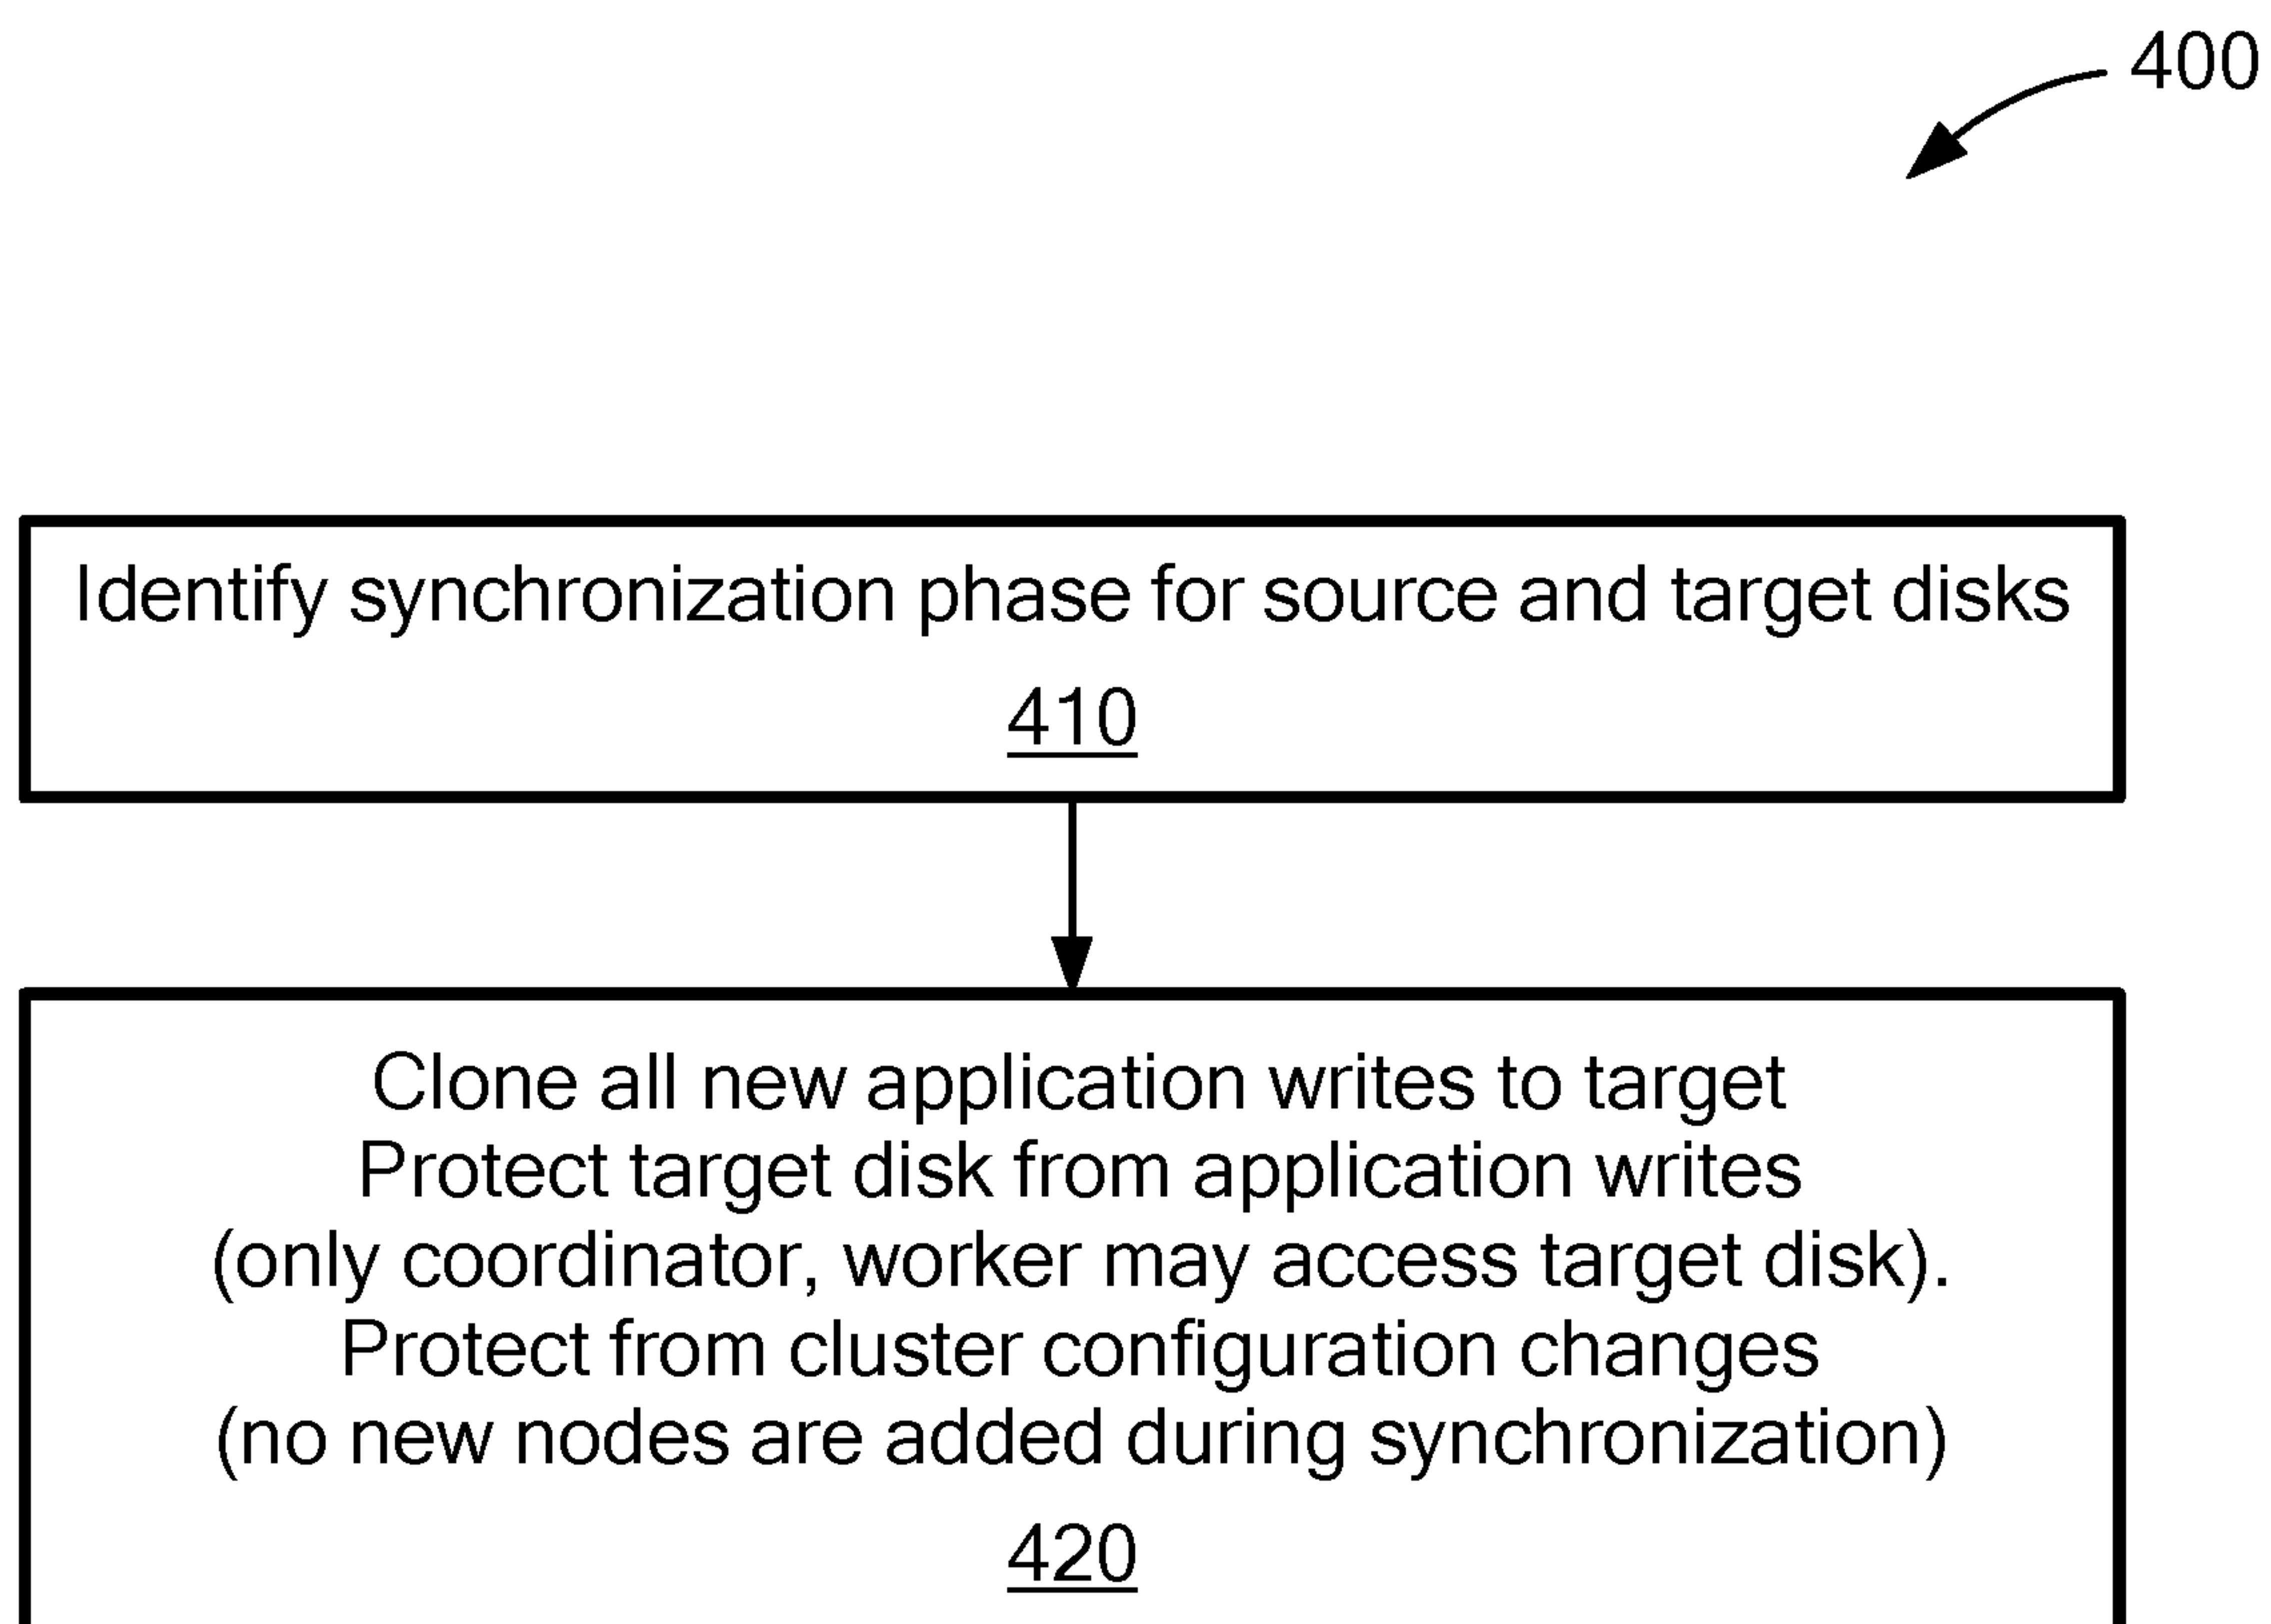 400
Identify synchronization phase for source and target disks
410
Clone all new application writes to target
Protect target disk from application writes
(only coordinator, worker may access target disk).
Protect from cluster configuration changes
(no new nodes are added during synchronization)
420